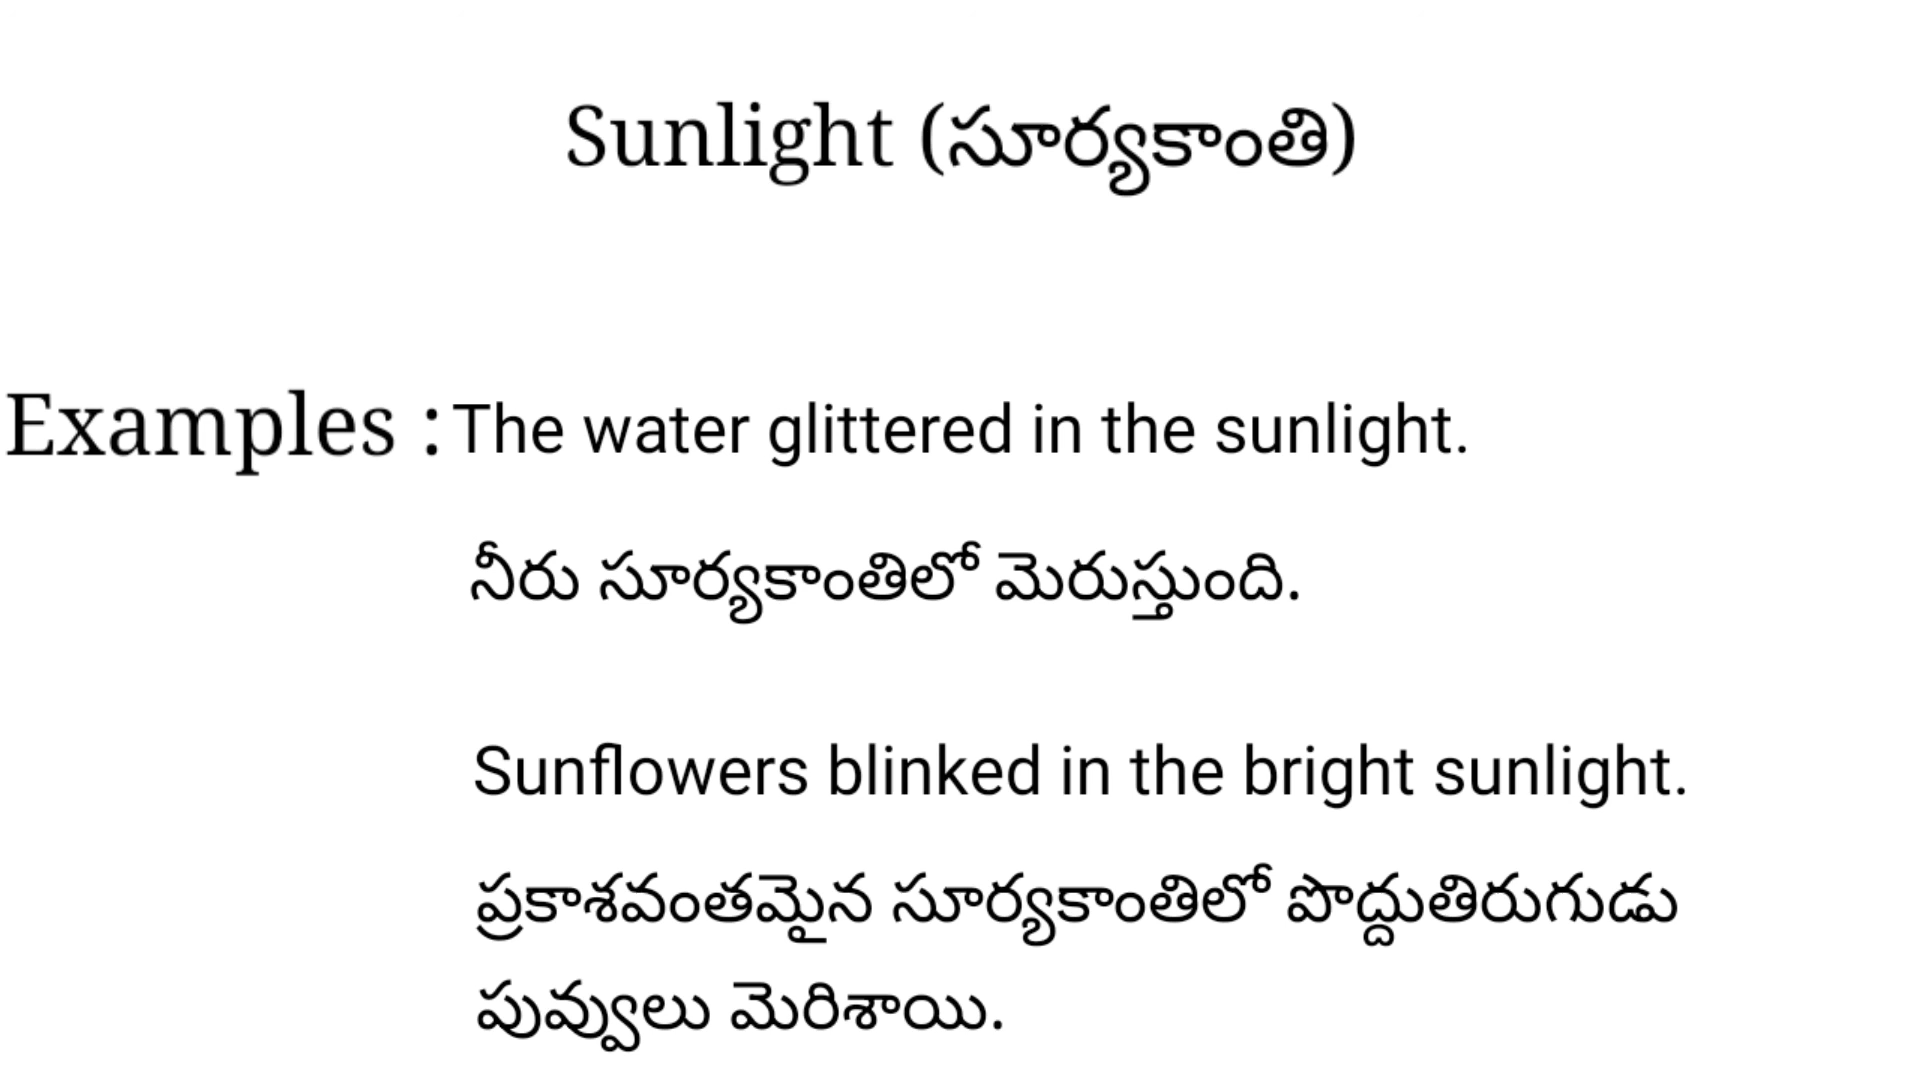 Sunlight (సూర్యకాంతి)
Examples : The water glittered in the sunlight.
నీరు సూర్యకాంతిలో మెరుస్తుంది.
Sunflowers blinked in the bright sunlight.
ప్రకాశవంతమైన సూర్యకాంతిలో పొద్దుతిరుగుడు
పువ్వులు మెరిశాయి.